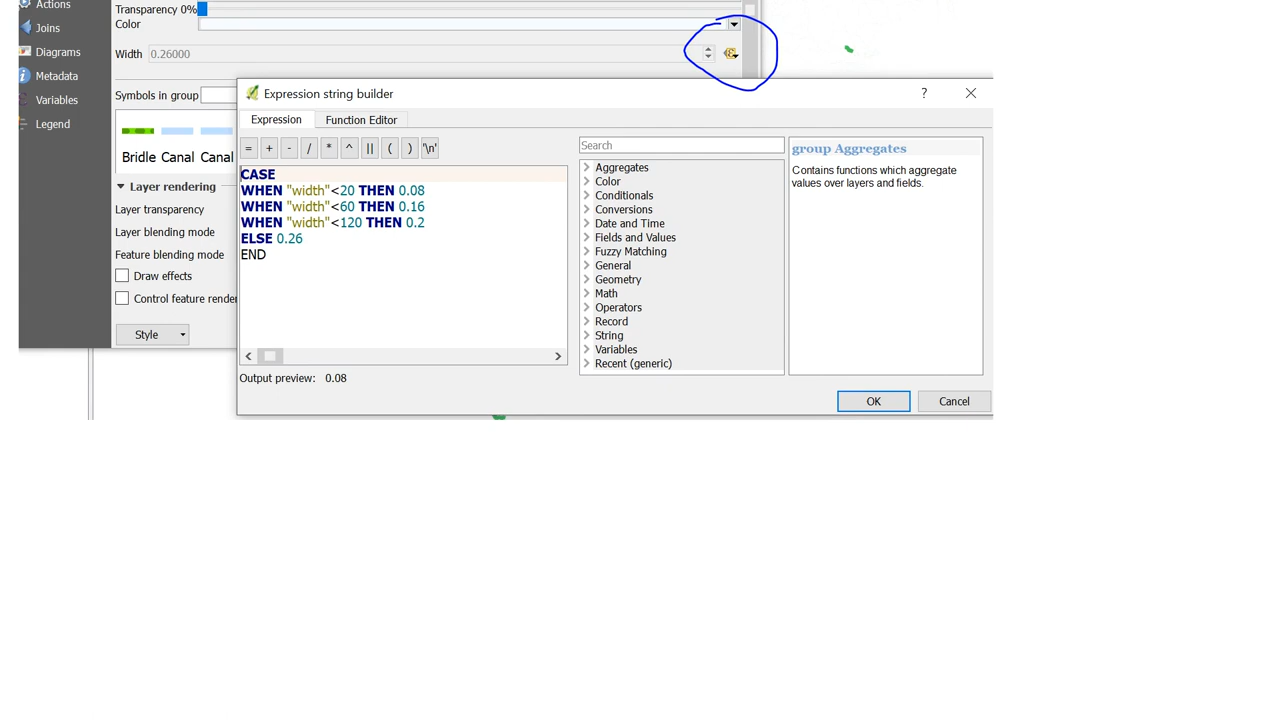 Actions
Joins
Diagrams
Metadata
Variables
Legend
Transparency 0%
Color
Width 0.26000
Symbols in group
Bridle Canal Canal
Layer rendering
Layer transparency
Layer blending mode
Feature blending mode
Draw effects
Control feature render
Style
Expression string builder
?
Expression Function Editor
= + - / * ^ || ( ) '\n'
CASE
WHEN "width"<20 THEN 0.08
WHEN "width"<60 THEN 0.16
WHEN "width"<120 THEN 0.2
ELSE 0.26
END
Output preview: 0.08
Search
Aggregates
Color
Conditionals
Conversions
Date and Time
Fields and Values
Fuzzy Matching
General
Geometry
Math
Operators
Record
String
Variables
Recent (generic)
group Aggregates
Contains functions which aggregate
values over layers and fields.
OK Cancel